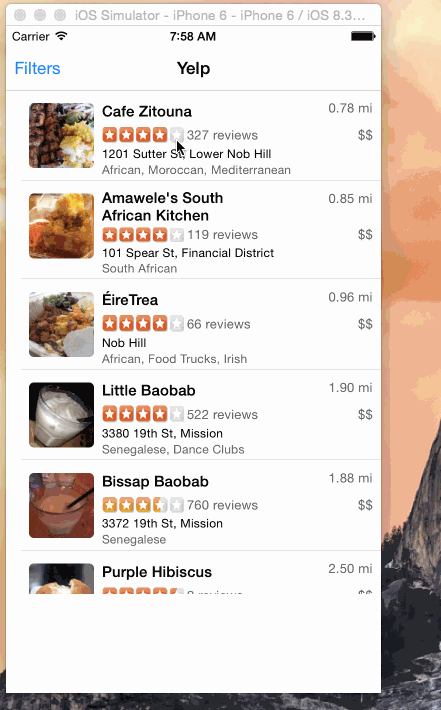 iOS Simulator - iPhone 6 - iPhone 6 / iOS 8.3...
Carrier 7:58 AM
Filters Yelp
Cafe Zitouna 0.78 mi
327 reviews $$
1201 Sutter St, Lower Nob Hill
African, Moroccan, Mediterranean
Amawele's South 0.85 mi
African Kitchen
119 reviews $$
101 Spear St, Financial District
South African
ÉireTrea 0.96 mi
66 reviews $$
Nob Hill
African, Food Trucks, Irish
Little Baobab 1.90 mi
522 reviews $$
3380 19th St, Mission
Senegalese, Dance Clubs
Bissap Baobab 1.88 mi
760 reviews $$
3372 19th St, Mission
Senegalese
Purple Hibiscus 2.50 mi
reviews $$